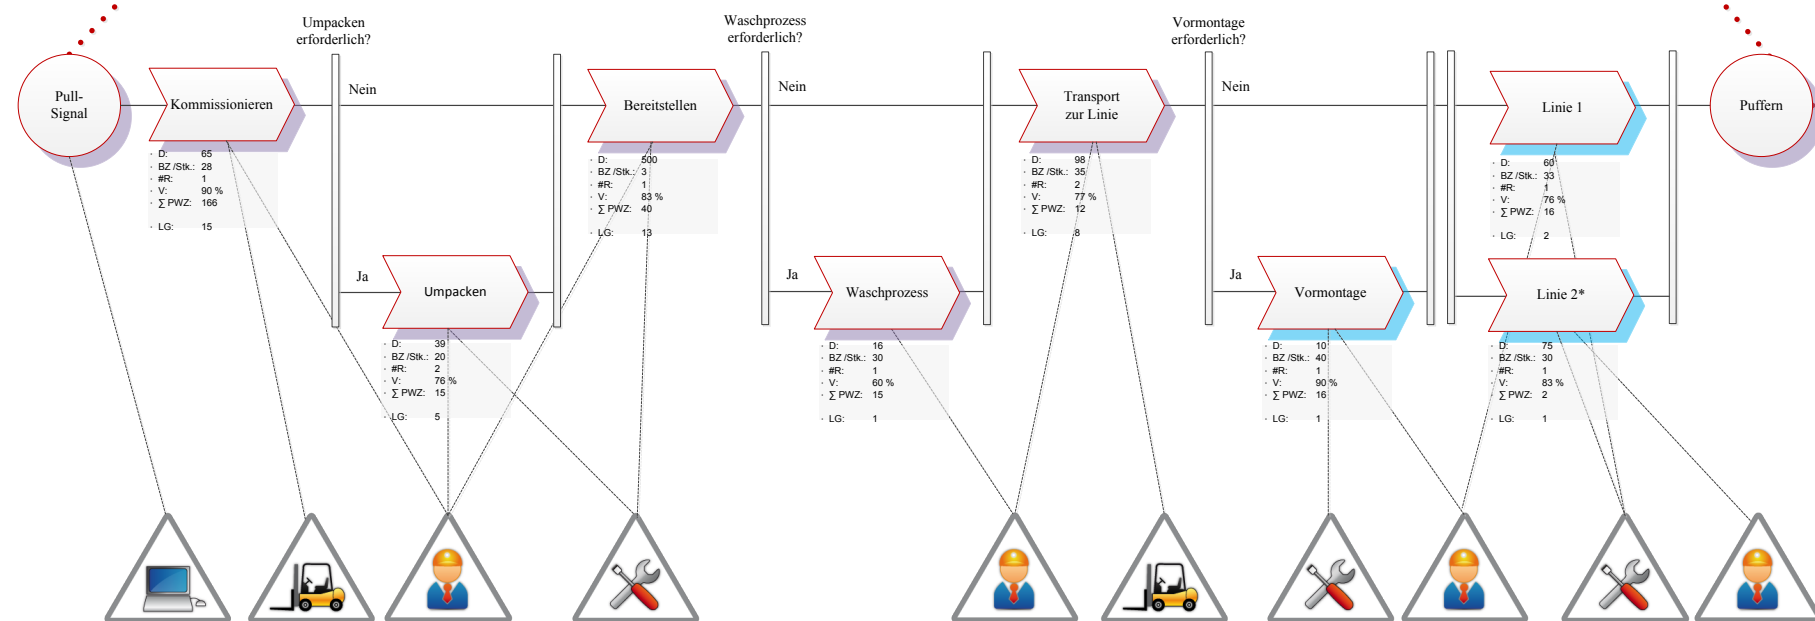 Umpacken
erforderlich?
Waschprozess
erforderlich?
Vormontage
erforderlich?
Pull-
Signal
Kommissionieren
Nein
Bereitstellen
Nein
Transport
zur Linie
Nein
Linie 1
Puffern
· D: 65
· BZ /Stk.: 28
· #R: 1
· V: 90 %
· ∑ PWZ: 166
· LG: 15
· D: 500
· BZ /Stk.: 3
· #R: 1
· V: 83 %
· ∑ PWZ: 40
· LG: 13
· D: 98
· BZ /Stk.: 35
· #R: 2
· V: 77 %
· ∑ PWZ: 12
· LG: 8
· D: 60
· BZ /Stk.: 33
· #R: 1
· V: 76 %
· ∑ PWZ: 16
· LG: 2
Ja
Umpacken
Ja
Waschprozess
Ja
Vormontage
Linie 2*
· D: 39
· BZ /Stk.: 20
· #R: 2
· V: 76 %
· ∑ PWZ: 15
· LG: 5
· D: 16
· BZ /Stk.: 30
· #R: 1
· V: 60 %
· ∑ PWZ: 15
· LG: 1
· D: 10
· BZ /Stk.: 40
· #R: 1
· V: 90 %
· ∑ PWZ: 16
· LG: 1
· D: 75
· BZ /Stk.: 30
· #R: 1
· V: 83 %
· ∑ PWZ: 2
· LG: 1